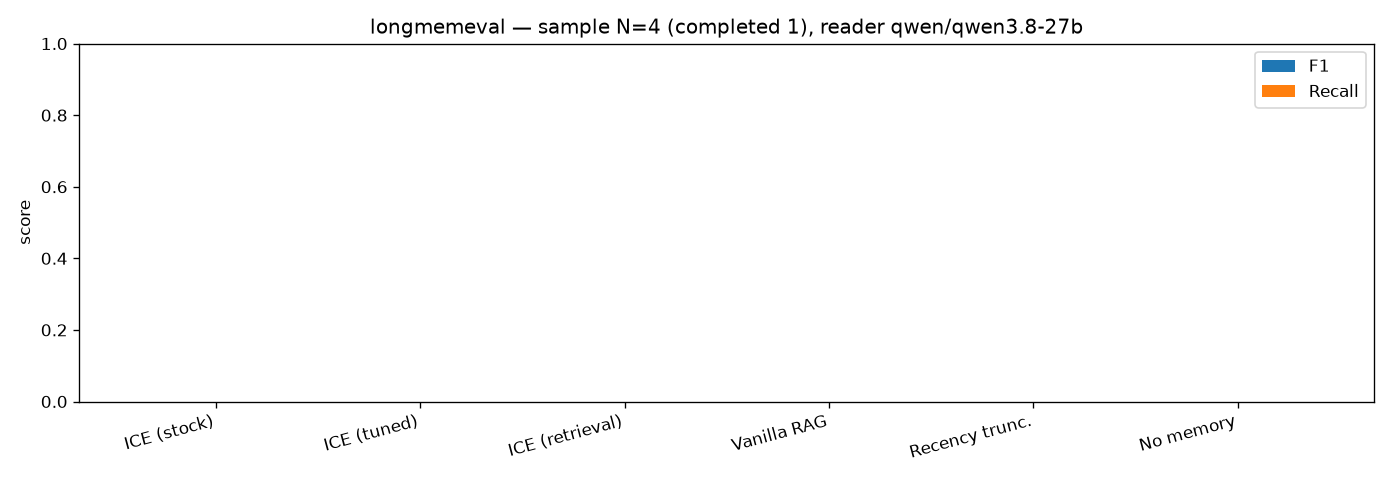 longmemeval — sample N=4 (completed 1), reader qwen/qwen3.8-27b
F1
Recall
1.0
0.8
0.6
0.4
0.2
0.0
score
ICE (stock)
ICE (tuned)
ICE (retrieval)
Vanilla RAG
Recency trunc.
No memory